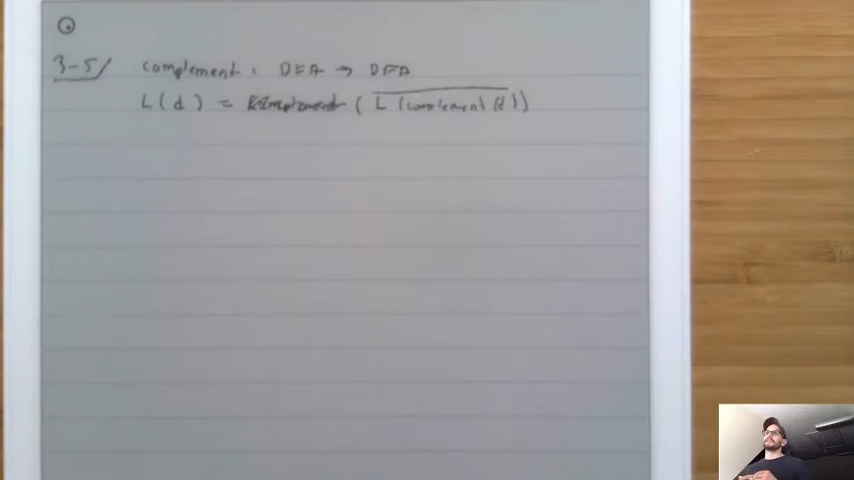 3-5/ complement : DFA → DFA
L(d) = ( L (complement d))